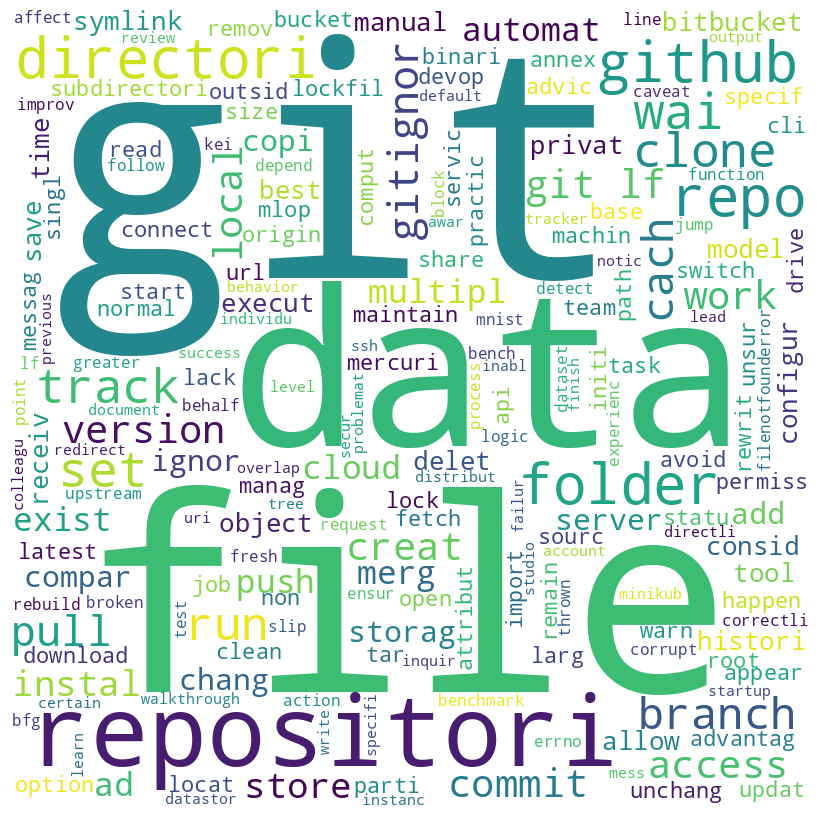 affect
symlink
remov
bucket
manual
automat
line
bitbucket
output
review
directori
subdirectori
outsid
lockfil
binari
devop
default
annex
advic
github
caveat
specif
improv
time
git
size
read
follow
kei
copi
depend
local
best
mlop
gitignor
comput
servic
practic
block
awar
tracker
privat
wai
clone
cli
function
git lf
repo
base
machin
jump
save
singl
messag
connect
origin
share
cach
notic
model
switch
drive
start
normal
url
execut
behavior
individu
multipl
maintain
mnist
detect
team
path
work
lead
previous
greater
success
data
ssh
mercuri
bench
inabl
dataset
finish
initi
task
rewrit
unsur
filenotfounderror
configur
lf
point
track
lack
level
problemat
secur
process
api
experienc
document
behalf
version
logic
colleagu
receiv
redirect
set
ignor
overlap
cloud
delet
distribut
folder
avoid
permiss
upstream
manag
tree
lock
exist
uri
object
request
fetch
failur
sourc
server
statu
add
directli
latest
fresh
file
creat
import
studio
account
consid
compar
job
push
ensur
merg
open
attribut
remain
thrown
minikub
tool
happen
rebuild
broken
non
correctli
pull
test
run
slip
storag
warn
histori
download
clean
tar
inquir
larg
corrupt
root
appear
instal
chang
walkthrough
action
benchmark
startup
certain
bfg
repositori
write
specifi
branch
learn
errno
allow
advantag
option
ad
locat
datastor
store
parti
instanc
commit
mess
access
unchang
updat